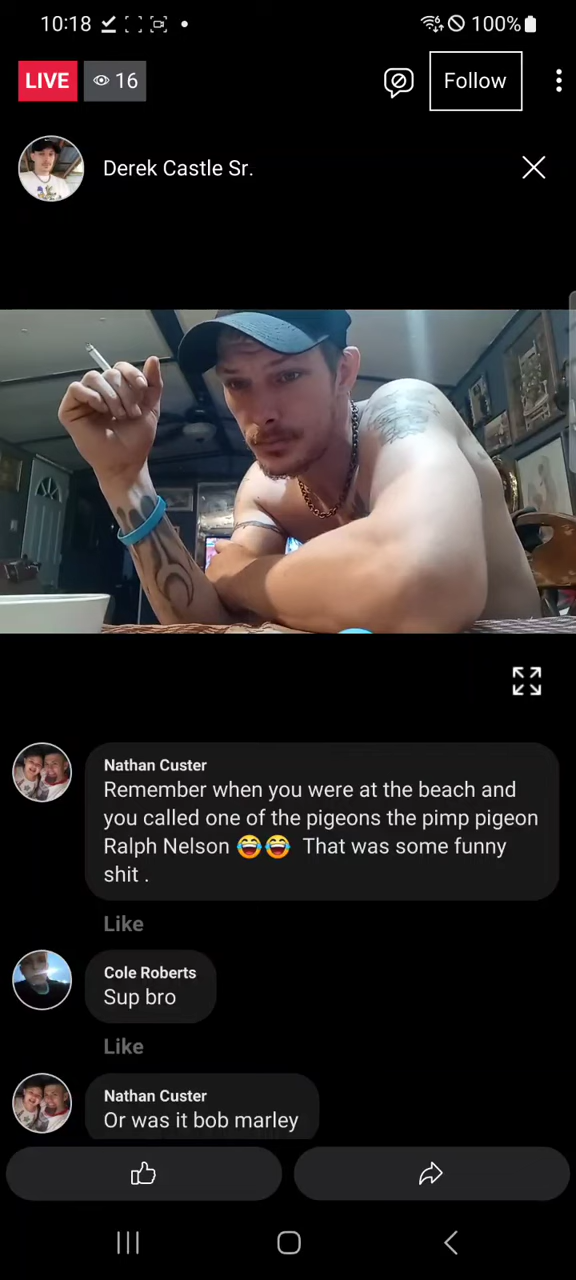 10:18
100%
LIVE
16
Follow
Derek Castle Sr.
Nathan Custer
Remember when you were at the beach and
you called one of the pigeons the pimp pigeon
Ralph Nelson 😂😂 That was some funny
shit .
Like
Cole Roberts
Sup bro
Like
Nathan Custer
Or was it bob marley